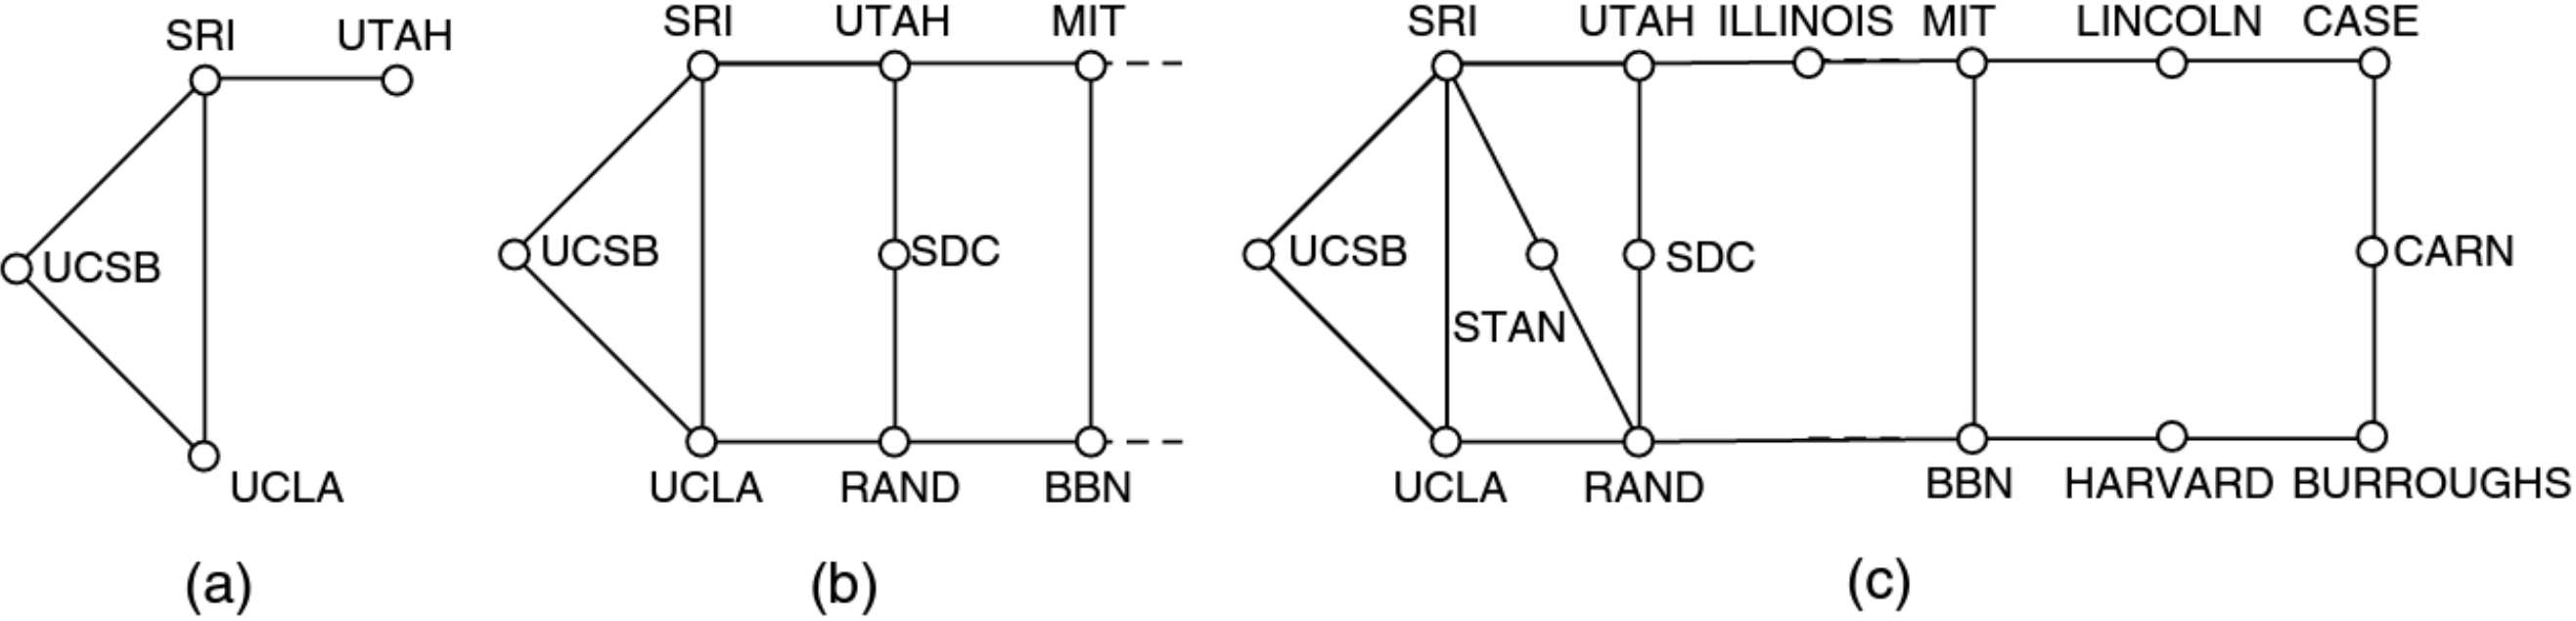 SRI UTAH
UCSB
UCLA
(a)
SRI UTAH MIT
UCSB SDC
UCLA RAND BBN
(b)
SRI UTAH ILLINOIS MIT LINCOLN CASE
UCSB SDC CARN
STAN
UCLA RAND BBN HARVARD BURROUGHS
(c)